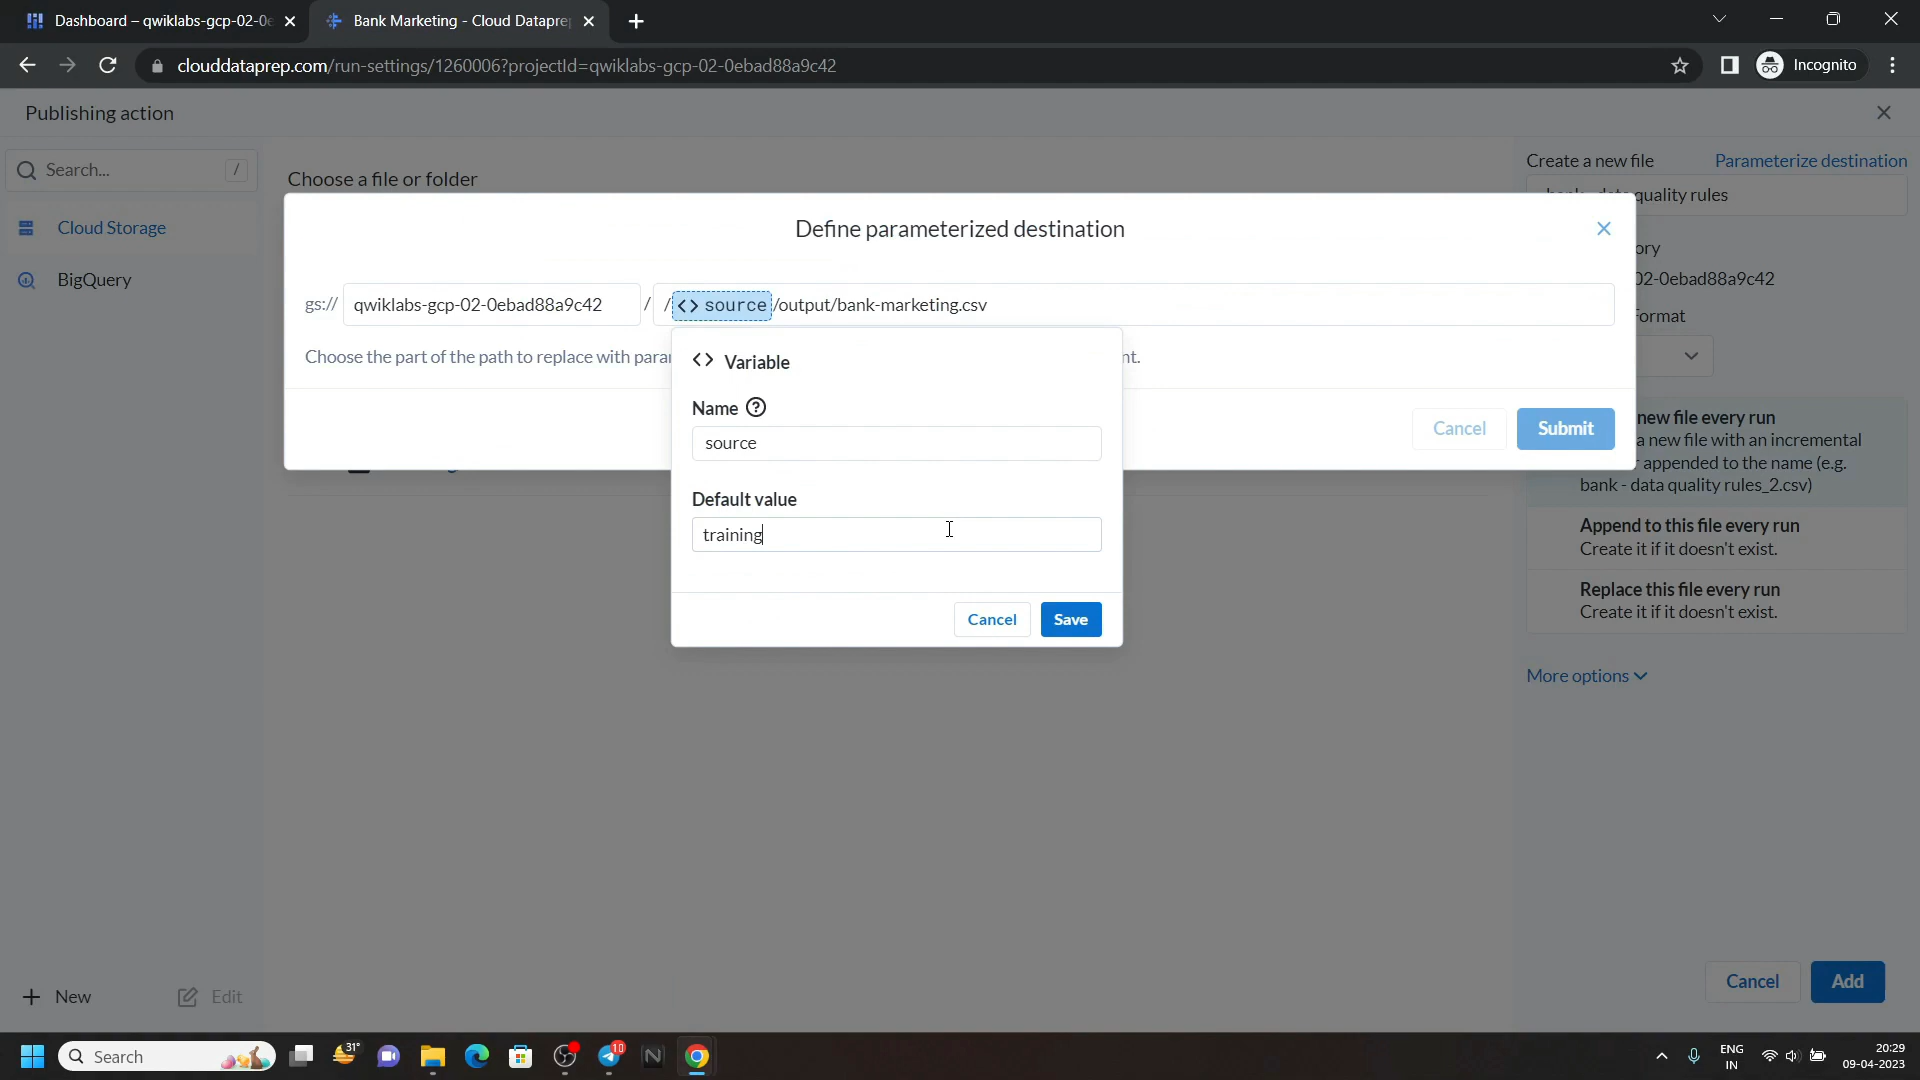 Dashboard – qwiklabs-gcp-02-0e
Bank Marketing - Cloud Datapre
clouddataprep.com/run-settings/1260006?projectId=qwiklabs-gcp-02-0ebad88a9c42
Incognito
Publishing action
Search... /
Choose a file or folder
Create a new file Parameterize destination
quality rules
Cloud Storage
BigQuery
Define parameterized destination
ory
02-0ebad88a9c42
gs:// qwiklabs-gcp-02-0ebad88a9c42 / /<> source/output/bank-marketing.csv
Format
Choose the part of the path to replace with para
nt.
<> Variable
Name ?
source
Default value
training
Cancel Save
Cancel Submit
new file every run
a new file with an incremental
r appended to the name (e.g.
bank - data quality rules_2.csv)
Append to this file every run
Create it if it doesn't exist.
Replace this file every run
Create it if it doesn't exist.
More options
+ New Edit
Cancel Add
Search
31°
10
ENG
IN
20:29
09-04-2023